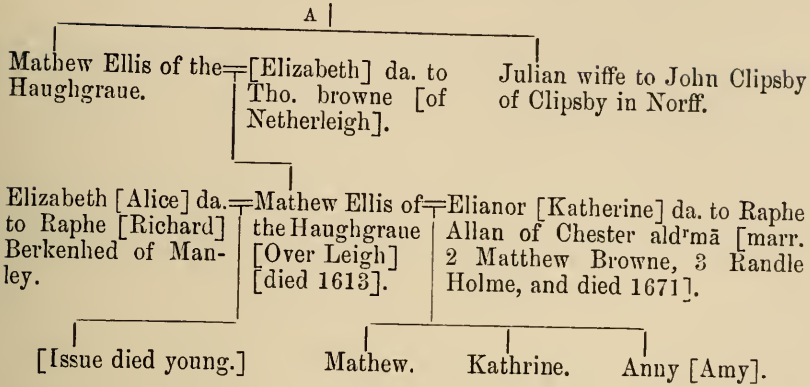 A
Mathew Ellis of the
Haughgraue.
[Elizabeth] da. to
Tho. browne [of
Netherleigh].
Julian wiffe to John Clipsby
of Clipsby in Norff.
Elizabeth [Alice] da.
to Raphe [Richard]
Berkenhed of Man-
ley.
Mathew Ellis of
the Haughgraue
[Over Leigh]
[died 1613].
Elianor [Katherine] da. to Raphe
Allan of Chester aldʳmā [marr.
2 Matthew Browne, 3 Randle
Holme, and died 1671].
[Issue died young.]
Mathew.
Kathrine.
Anny [Amy].